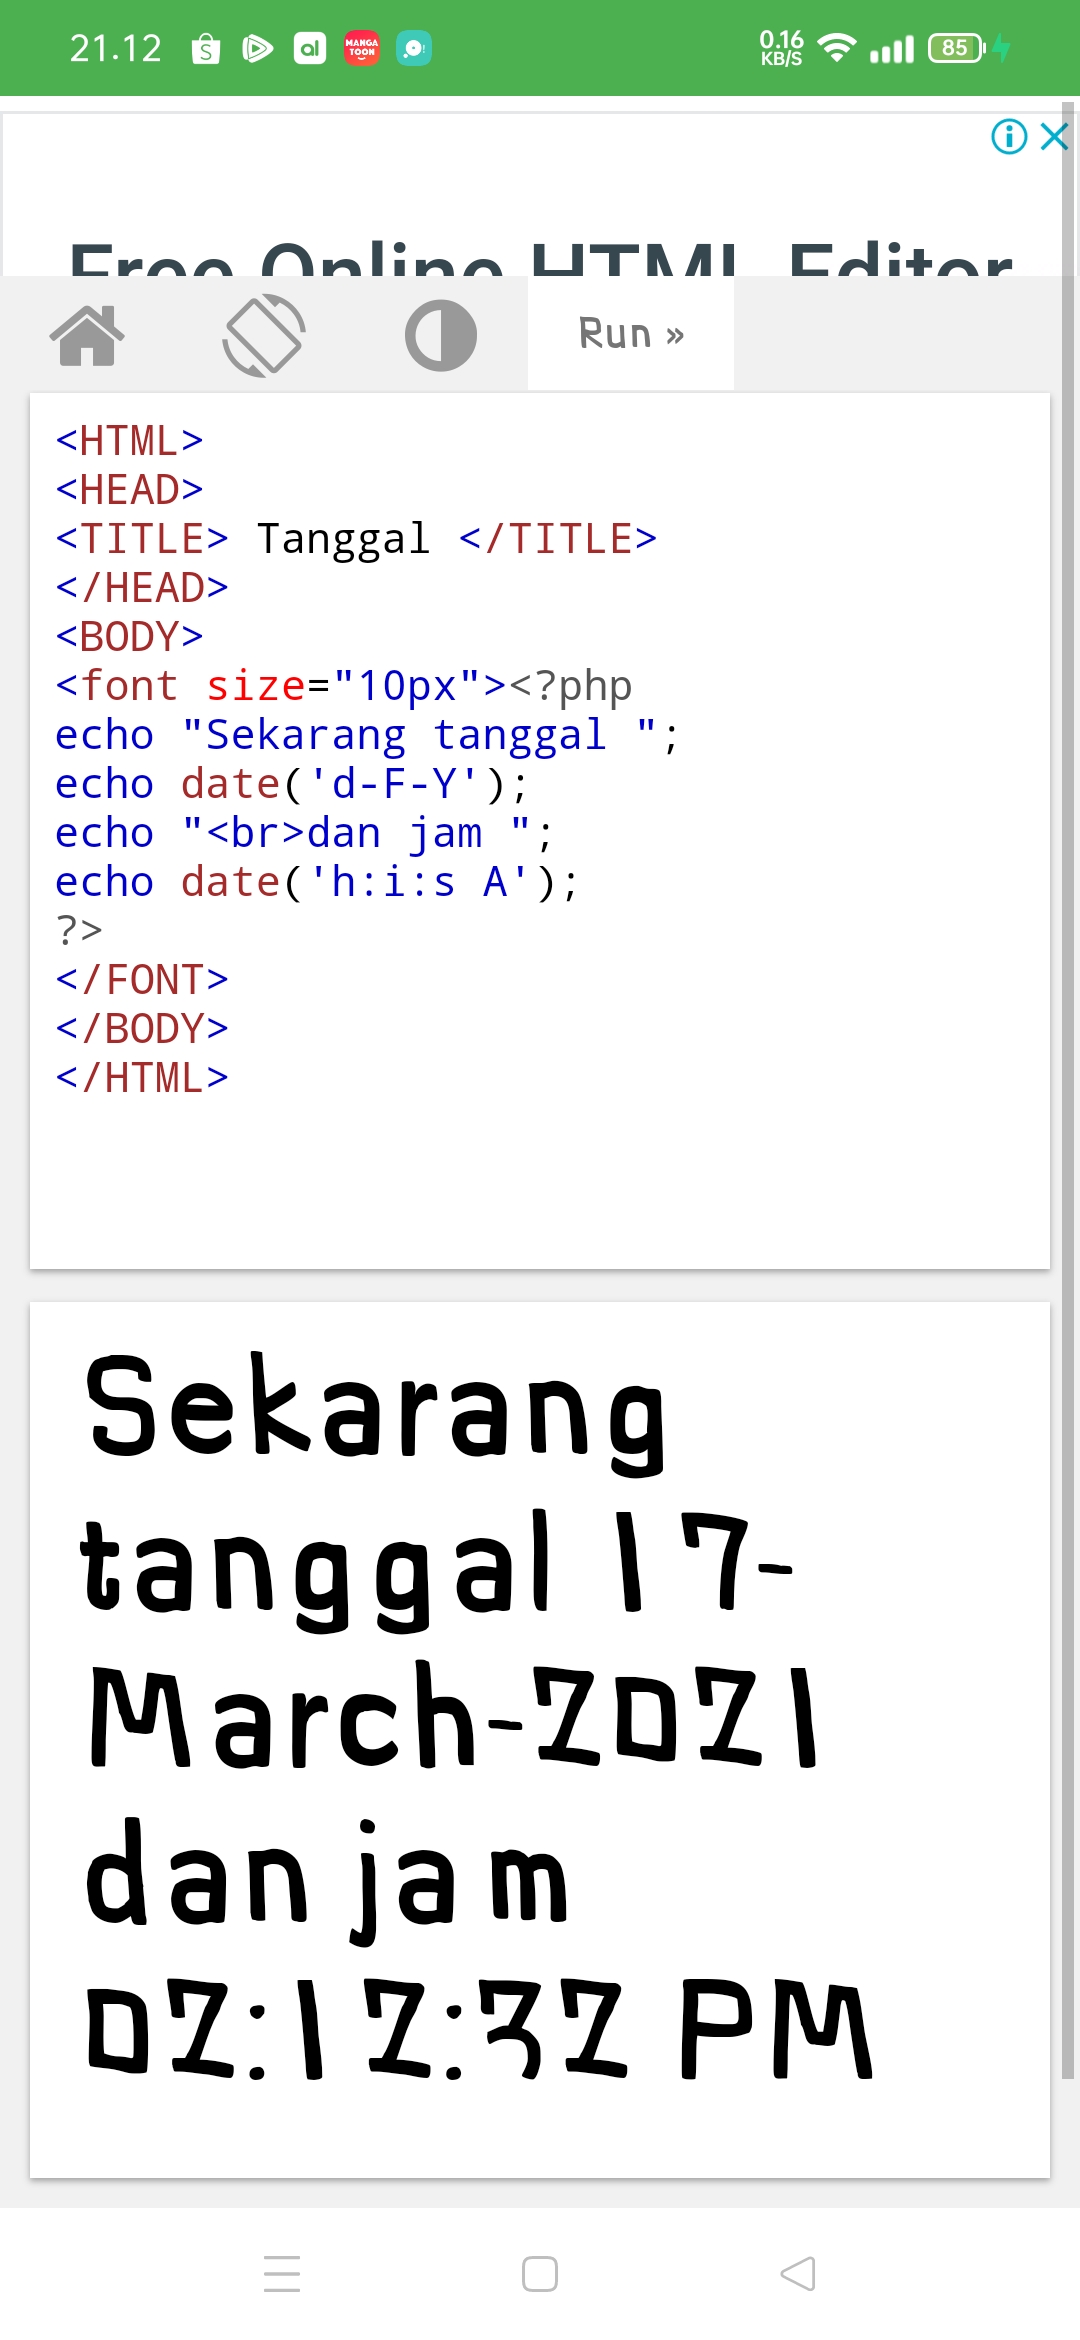 21.12
0.16
KB/S
85
MANGA
TOON
Free Online HTML Editor
Run »
<HTML>
<HEAD>
<TITLE> Tanggal </TITLE>
</HEAD>
<BODY>
<font size="10px"><?php
echo "Sekarang tanggal ";
echo date('d-F-Y');
echo "<br>dan jam ";
echo date('h:i:s A');
?>
</FONT>
</BODY>
</HTML>
Sekarang
tanggal 17-
March-2021
dan jam
02:12:32 PM